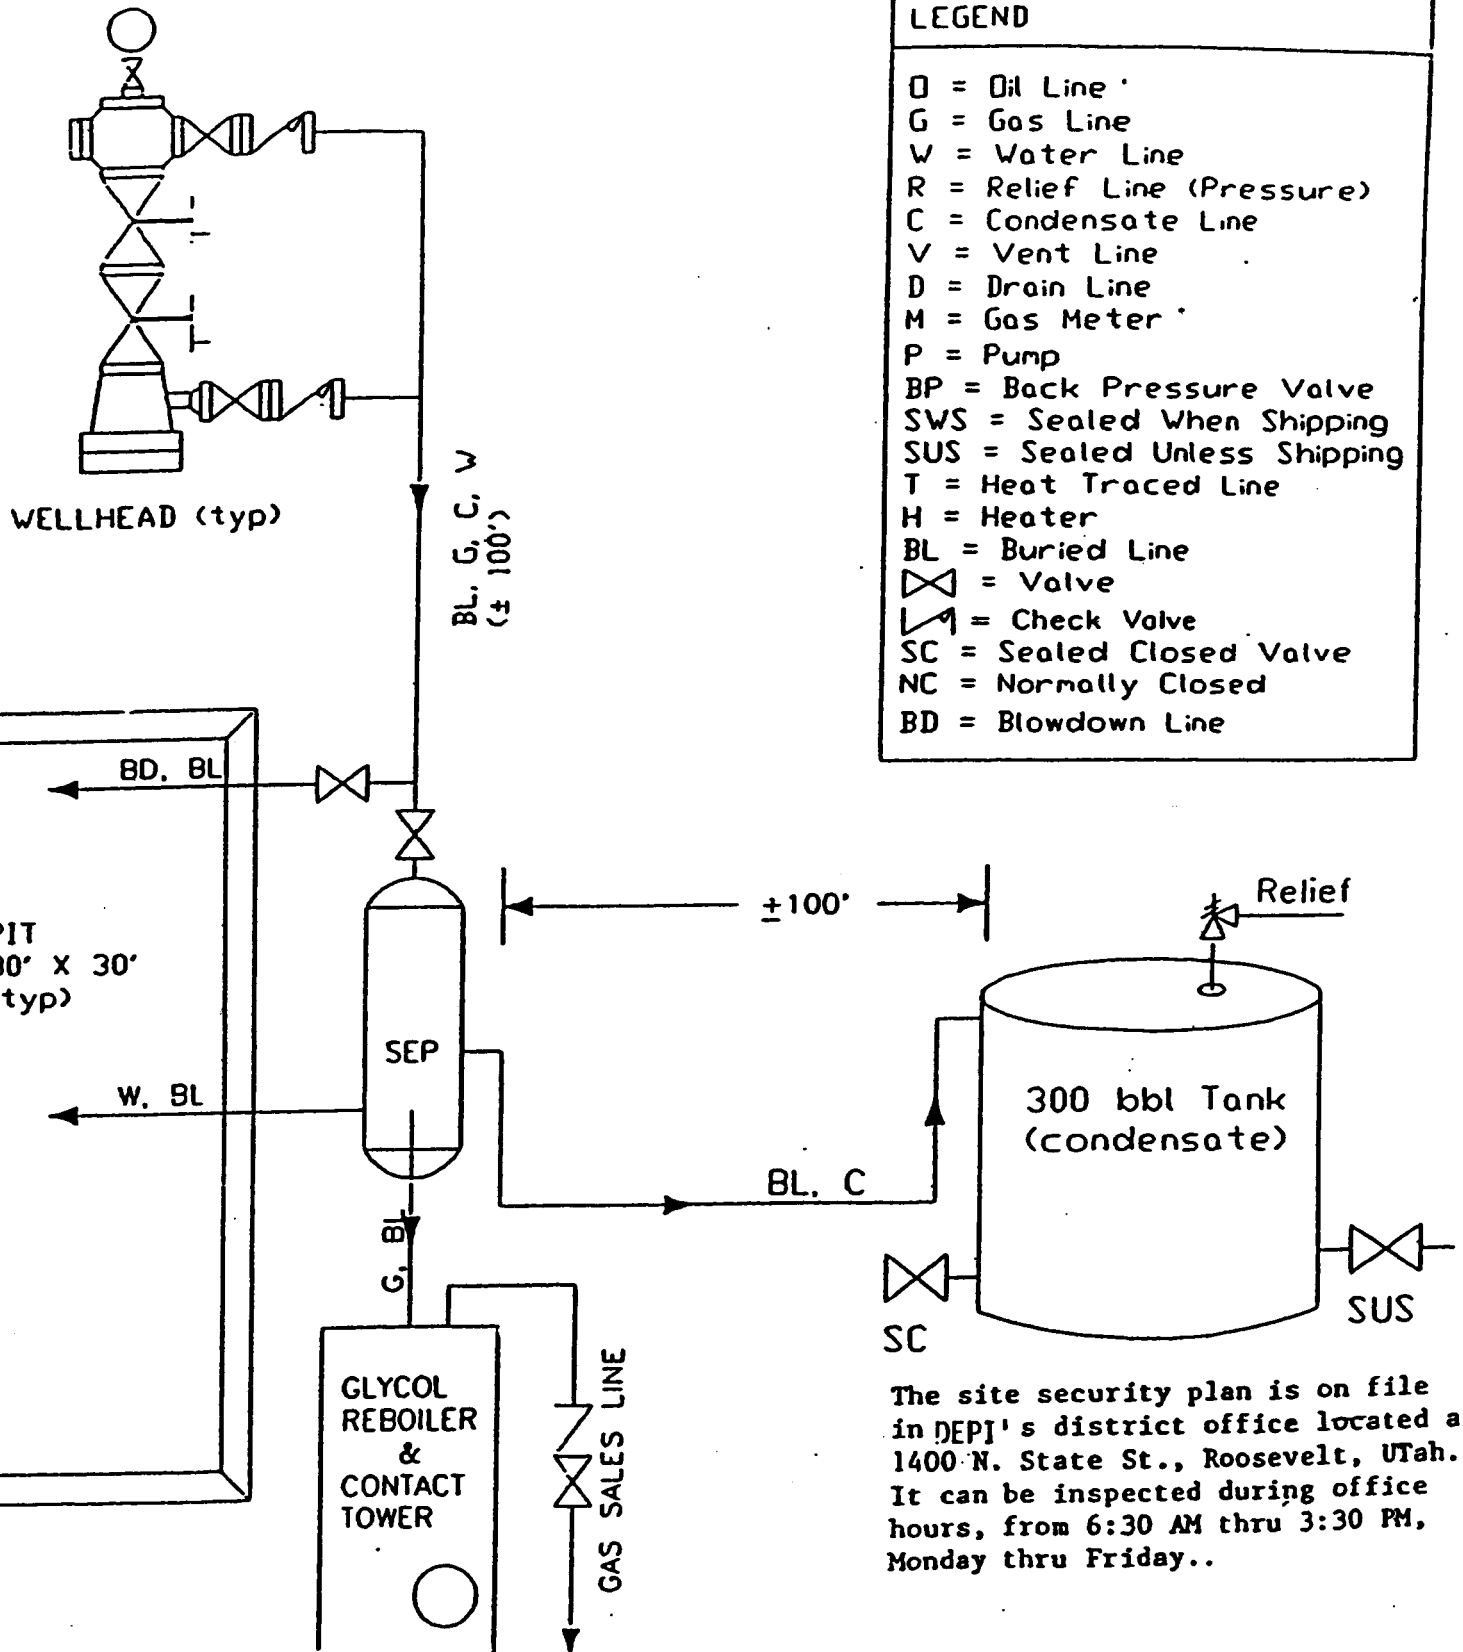 LEGEND
O = Oil Line
G = Gas Line
W = Water Line
R = Relief Line (Pressure)
C = Condensate Line
V = Vent Line
D = Drain Line
M = Gas Meter
P = Pump
BP = Back Pressure Valve
SWS = Sealed When Shipping
SUS = Sealed Unless Shipping
T = Heat Traced Line
H = Heater
BL = Buried Line
= Valve
= Check Valve
SC = Sealed Closed Valve
NC = Normally Closed
BD = Blowdown Line
WELLHEAD (typ)
BL, G, C, W
(± 100')
BD, BL
PIT
30' X 30'
typ)
SEP
W, BL
±100'
Relief
300 bbl Tank
(condensate)
BL, C
G, BL
SC
SUS
GLYCOL
REBOILER
&
CONTACT
TOWER
GAS SALES LINE
The site security plan is on file
in DEPI's district office located a
1400 N. State St., Roosevelt, UTah.
It can be inspected during office
hours, from 6:30 AM thru 3:30 PM,
Monday thru Friday..